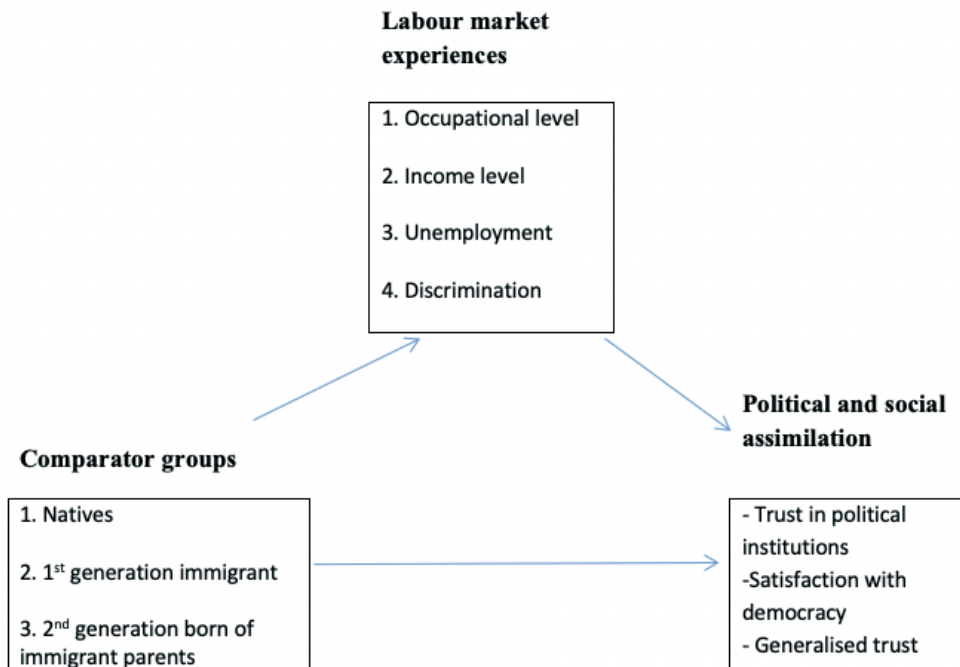 Labour market
experiences
1. Occupational level
2. Income level
3. Unemployment
4. Discrimination
Comparator groups
1. Natives
2. 1st generation immigrant
3. 2nd generation born of
immigrant parents
Political and social
assimilation
- Trust in political
institutions
-Satisfaction with
democracy
- Generalised trust